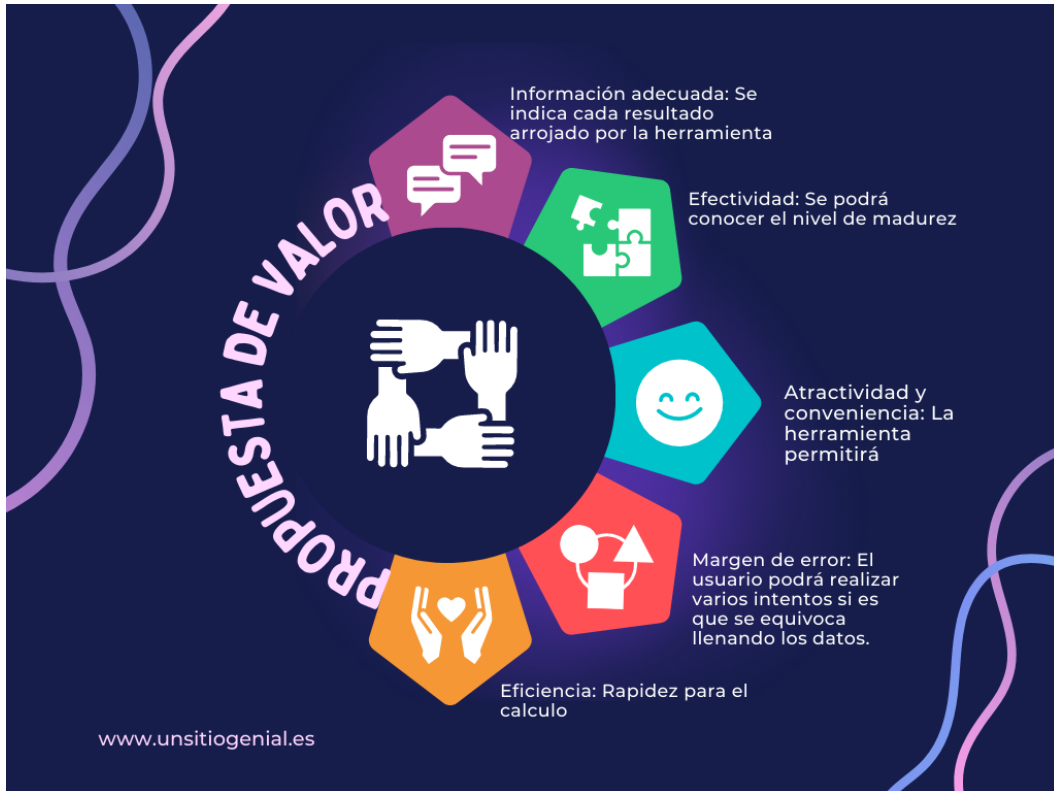 PROPUESTA DE VALOR
Información adecuada: Se
indica cada resultado
arrojado por la herramienta
Efectividad: Se podrá
conocer el nivel de madurez
Atractividad y
conveniencia: La
herramienta
permitirá
Margen de error: El
usuario podrá realizar
varios intentos si es
que se equivoca
llenando los datos.
Eficiencia: Rapidez para el
calculo
www.unsitiogenial.es